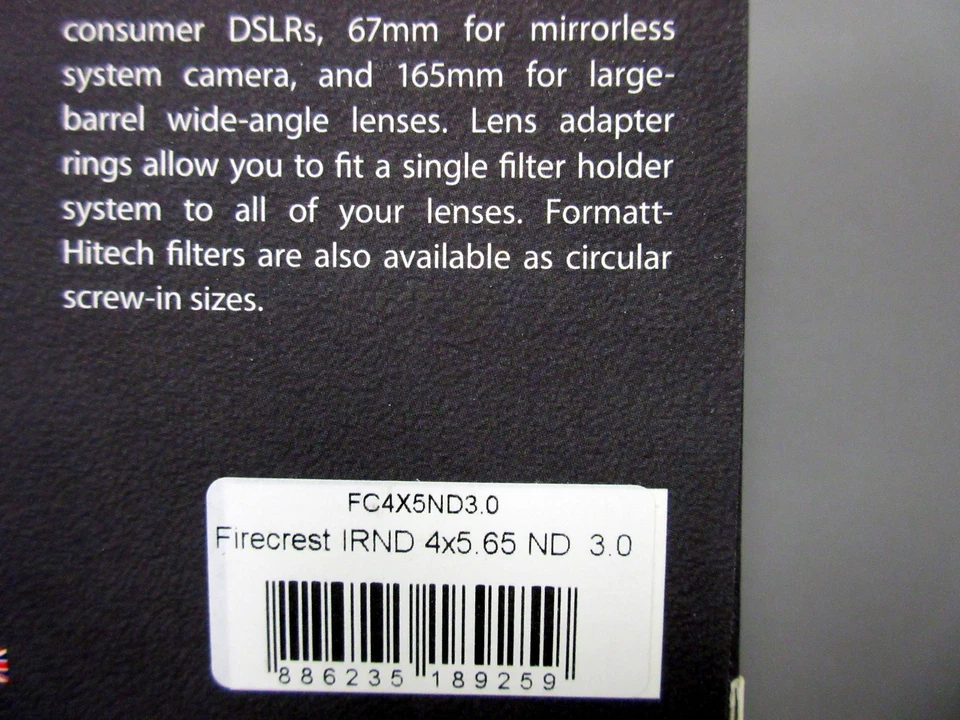 consumer DSLRs, 67mm for mirrorless
system camera, and 165mm for large-
barrel wide-angle lenses. Lens adapter
rings allow you to fit a single filter holder
system to all of your lenses. Formatt-
Hitech filters are also available as circular
screw-in sizes.
FC4X5ND3.0
Firecrest IRND 4x5.65 ND 3.0
886235 189259